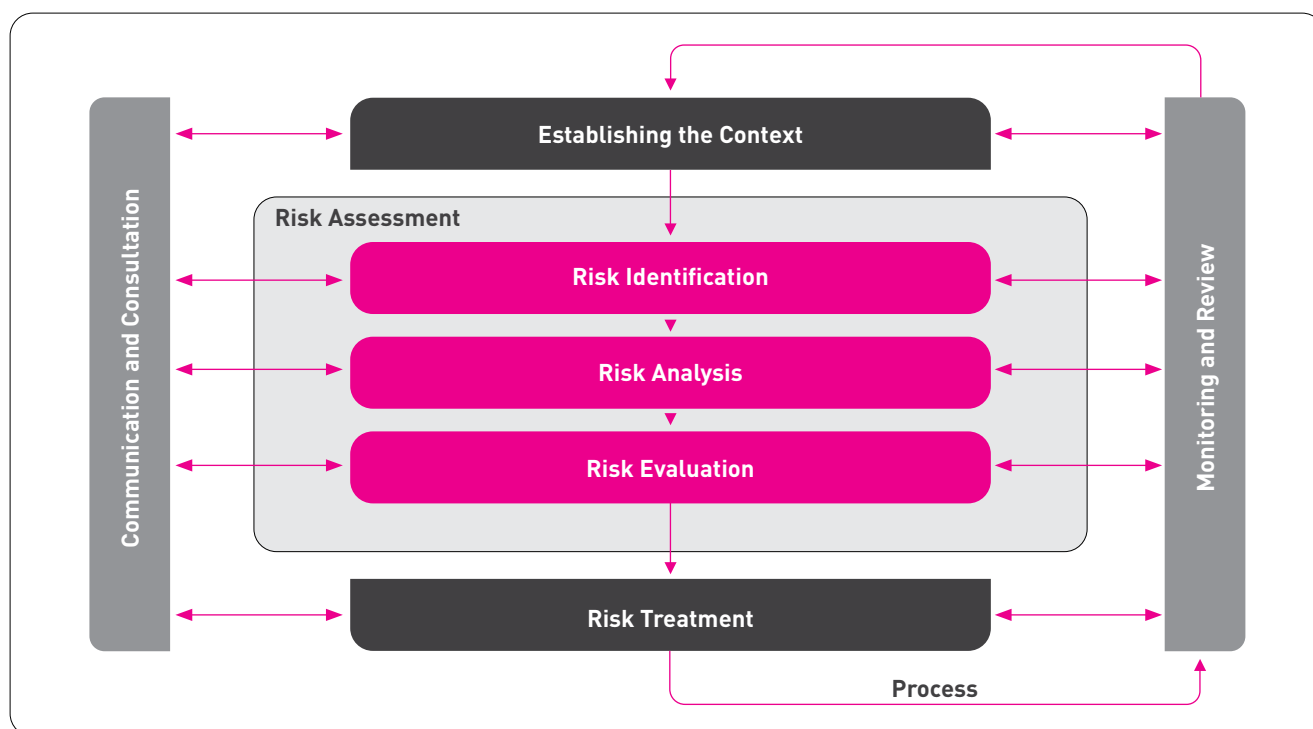 Establishing the Context
Communication and Consultation
Risk Assessment
Risk Identification
Risk Analysis
Risk Evaluation
Monitoring and Review
Risk Treatment
Process